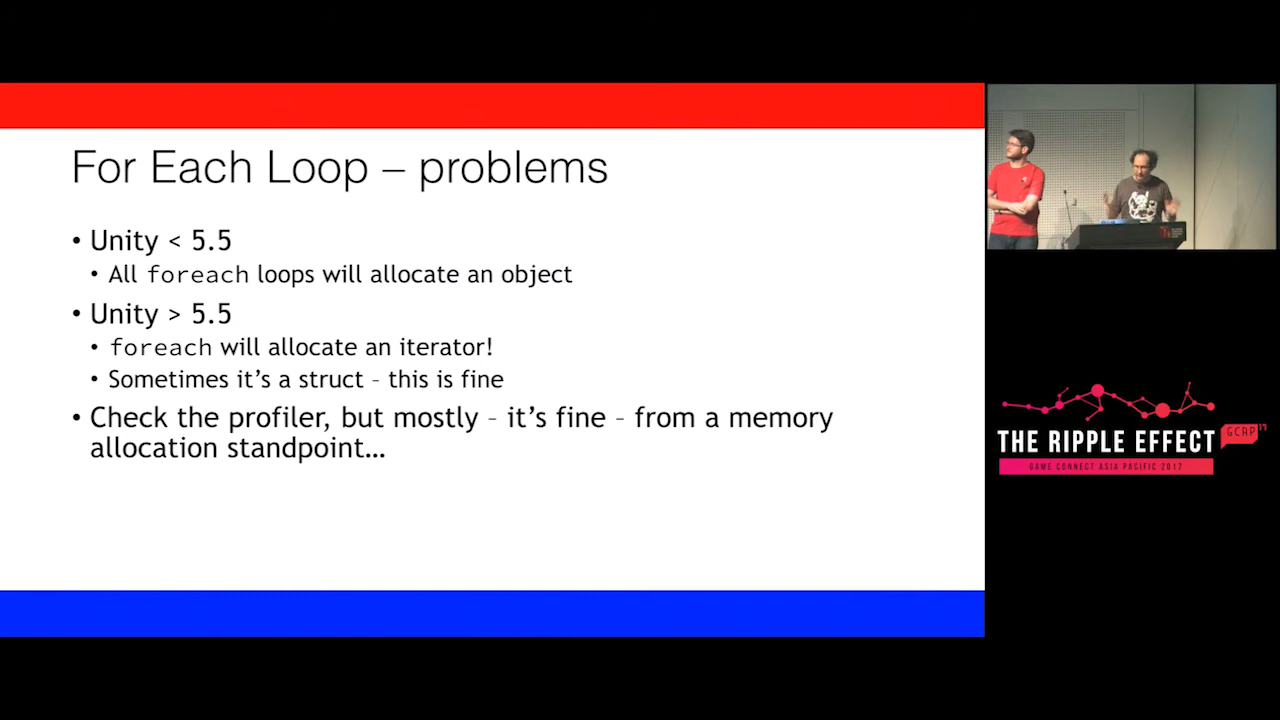 For Each Loop – problems
• Unity < 5.5
• All foreach loops will allocate an object
• Unity > 5.5
• foreach will allocate an iterator!
• Sometimes it's a struct – this is fine
• Check the profiler, but mostly – it's fine – from a memory
allocation standpoint…
THE RIPPLE EFFECT
GCAP'17
GAME CONNECT ASIA PACIFIC 2017